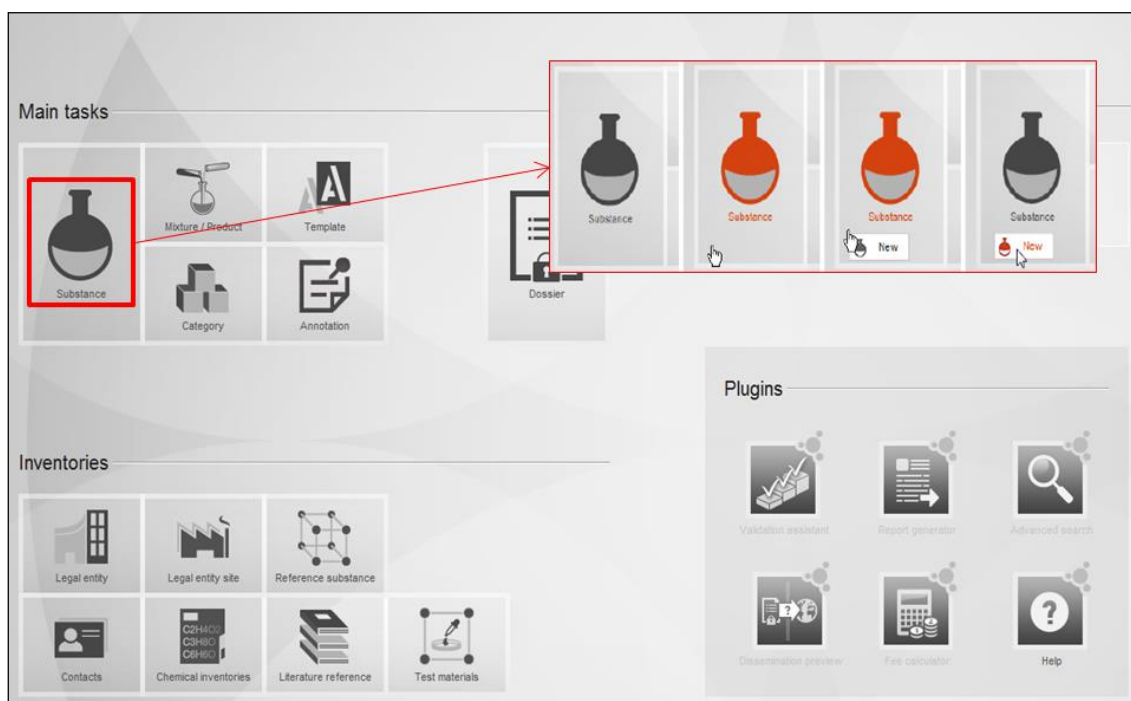 Main tasks
Substance
Mixture / Product
Template
Category
Annotation
Dossier
Substance
Substance
Substance
New
Substance
New
Plugins
Validation assistant
Report generator
Advanced search
Dissemination preview
Fee calculator
Help
Inventories
Legal entity
Legal entity site
Reference substance
Contacts
C2H4O2
C3H8O
C6H6O
Chemical inventories
Literature reference
Test materials